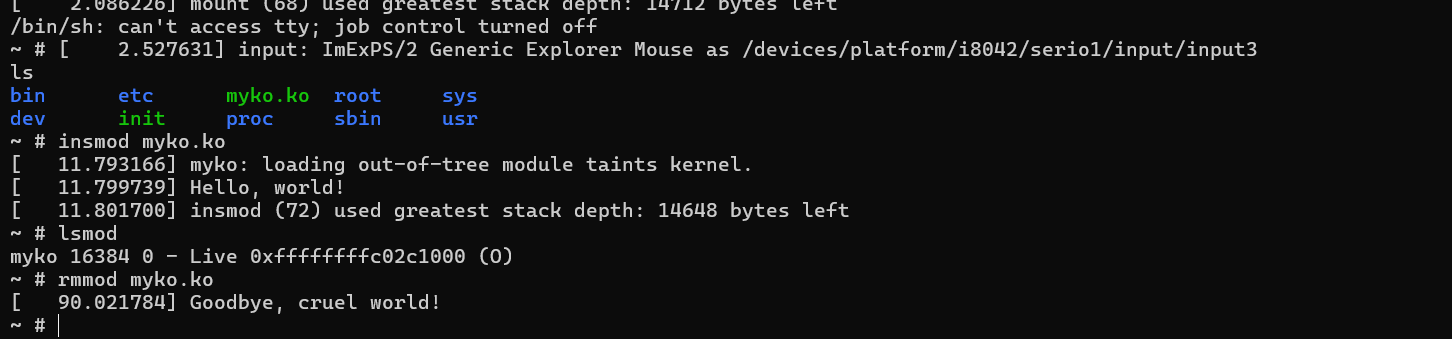 [    2.086226] mount (68) used greatest stack depth: 14712 bytes left
/bin/sh: can't access tty; job control turned off
~ # [    2.527631] input: ImExPS/2 Generic Explorer Mouse as /devices/platform/i8042/serio1/input/input3
ls
bin      etc      myko.ko  root     sys
dev      init     proc     sbin     usr
~ # insmod myko.ko
[   11.793166] myko: loading out-of-tree module taints kernel.
[   11.799739] Hello, world!
[   11.801700] insmod (72) used greatest stack depth: 14648 bytes left
~ # lsmod
myko 16384 0 - Live 0xffffffffc02c1000 (O)
~ # rmmod myko.ko
[   90.021784] Goodbye, cruel world!
~ #